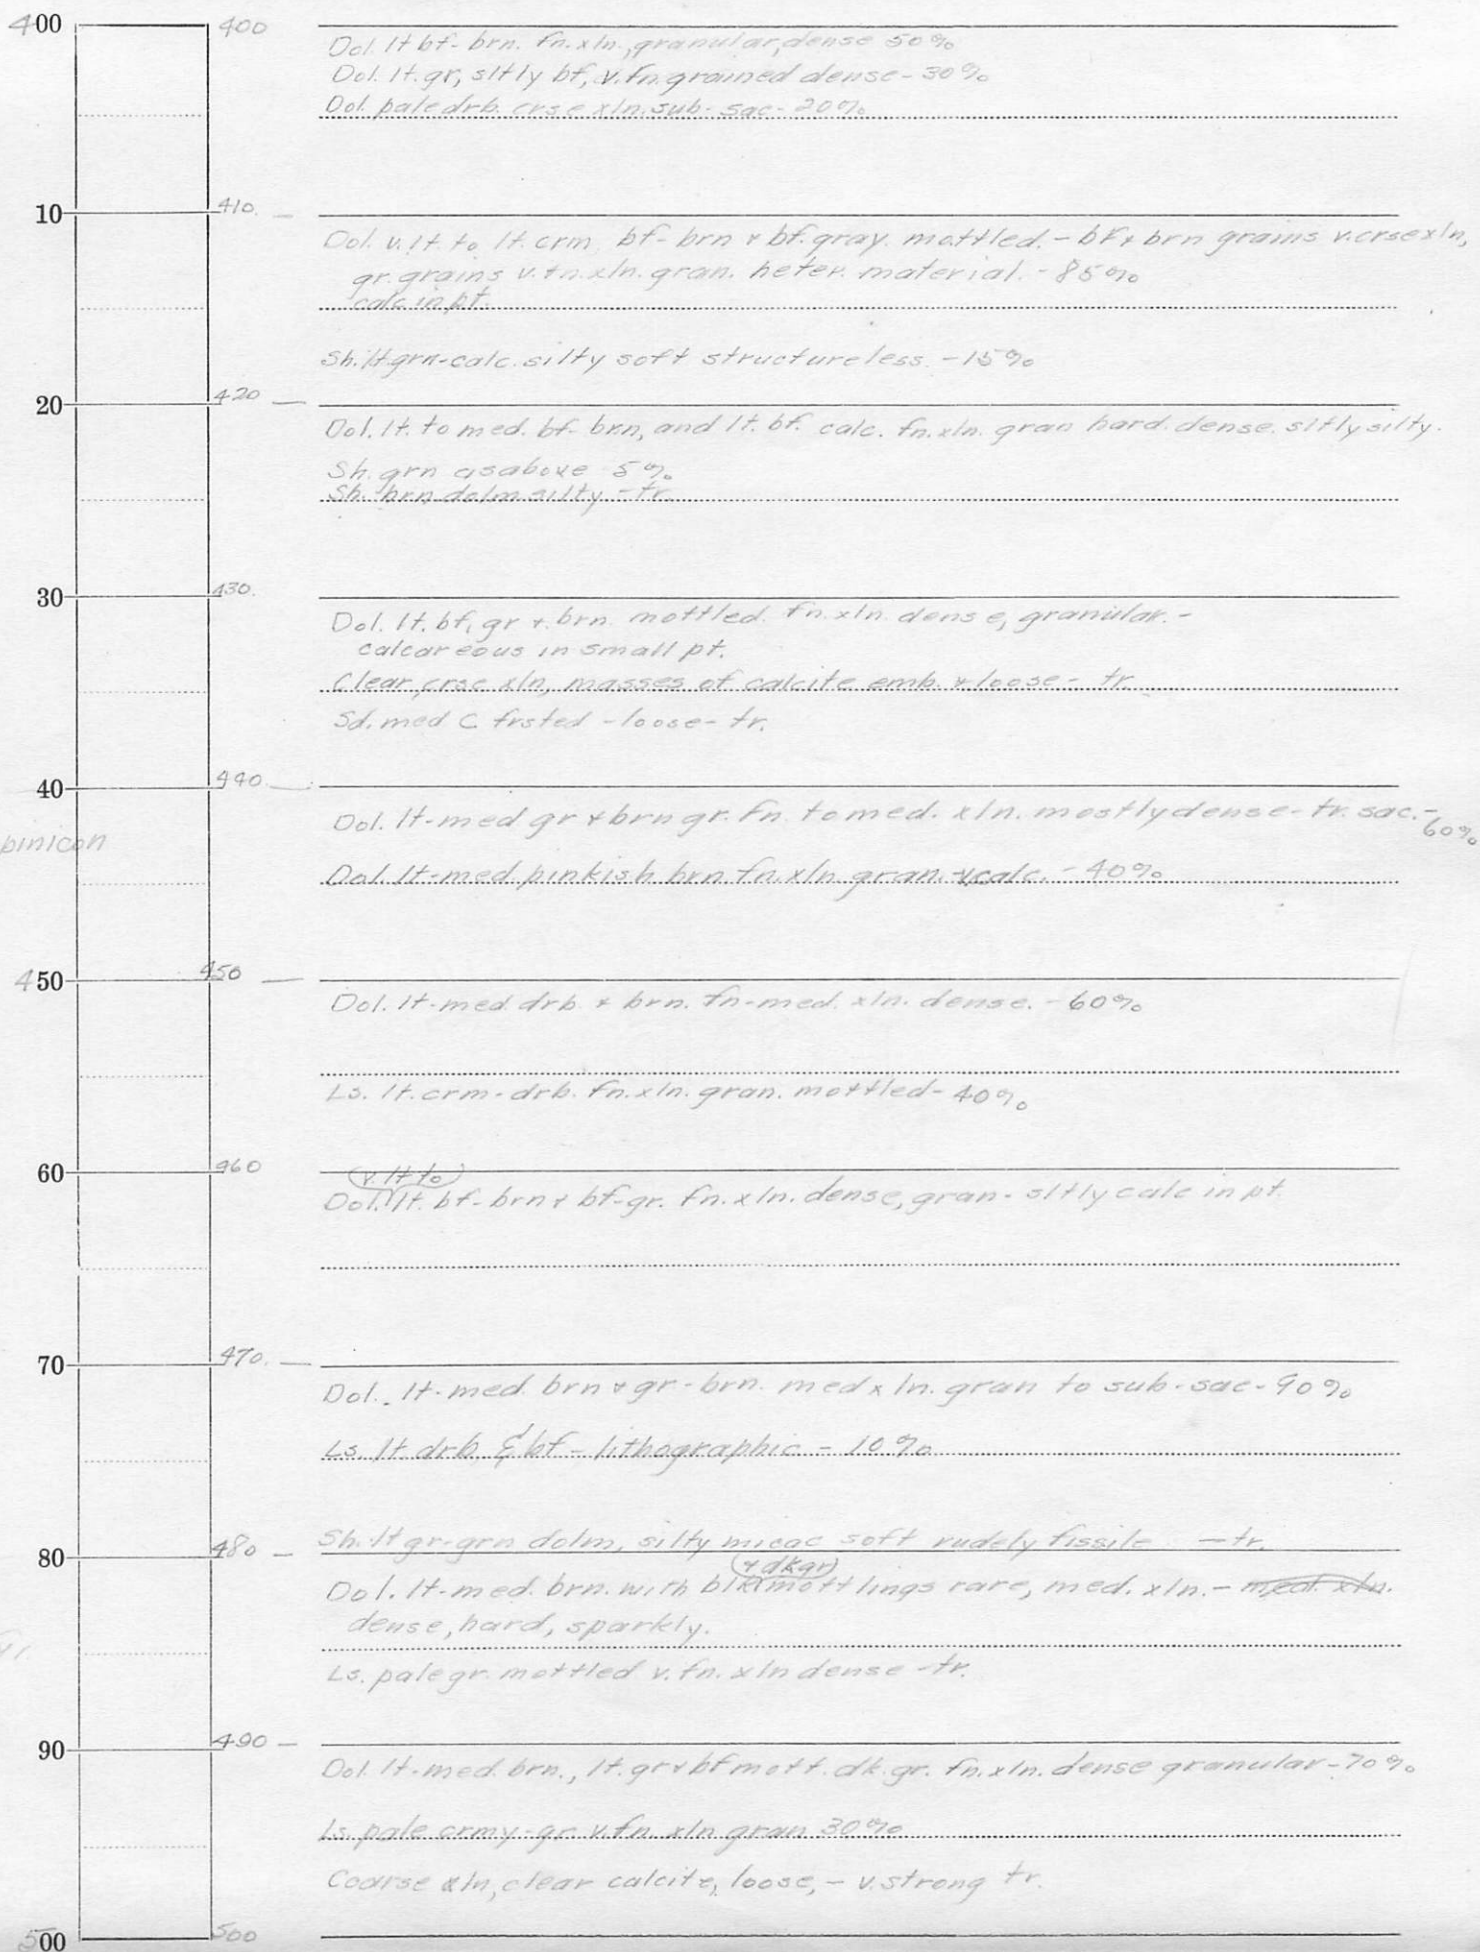 400 400
Dol. lt bf-brn. fn.xln., granular, dense 50%
Dol. lt. gr, sltly bf, v.fn. grained dense - 30%
Dol. pale drb. crse xln. sub-sac - 20%
10 410.
Dol. v.lt. to lt. crm. bf-brn & bf. gray. mottled. - bf & brn grains v.crse xln,
gr. grains v.fn.xln. gran. heter. material. - 85%
calc in pt.
Sh. lt grn-calc. silty soft structureless. - 15%
20 420
Dol. lt. to med. bf-brn, and lt. bf. calc. fn.xln. gran hard. dense. sltly silty.
Sh. grn as above 5%
Sh. brn dolm. silty - tr.
30 430.
Dol. lt. bf, gr & brn mottled. fn.xln. dense, granular. -
calcareous in small pt.
Clear, crse xln, masses of calcite emb. & loose - tr.
Sd. med C frsted - loose - tr.
40 440
Dol. lt-med gr & brn gr. fn. to med. xln. mostly dense - tr. sac. - 60%
pinicon
Dol. lt-med pinkish brn fn.xln. gran. & calc. - 40%
450 450
Dol. lt-med drb & brn. fn-med. xln. dense. - 60%
Ls. lt. crm-drb. fn.xln. gran. mottled - 40%
60 460
v. lt to
Dol. lt. bf-brn & bf-gr. fn.xln. dense, gran - sltly calc in pt.
70 470.
Dol. lt-med. brn & gr-brn. med xln. gran to sub-sac - 90%
Ls. lt. drb. & bf - lithographic - 10%
Sh. lt gr-grn dolm, silty micac soft rudely fissile - tr.
80 480
& dk gr
Dol. lt-med. brn. with blk mottlings rare, med. xln. - med. xln.
dense, hard, sparkly.
Ls. pale gr. mottled v. fn. xln dense - tr.
90 490
Dol. lt-med. brn., lt. gr & bf mott. dk. gr. fn.xln. dense granular - 70%
Ls. pale crmy-gr v.fn. xln gran 30%
Coarse xln, clear calcite, loose, - v. strong tr.
500 500